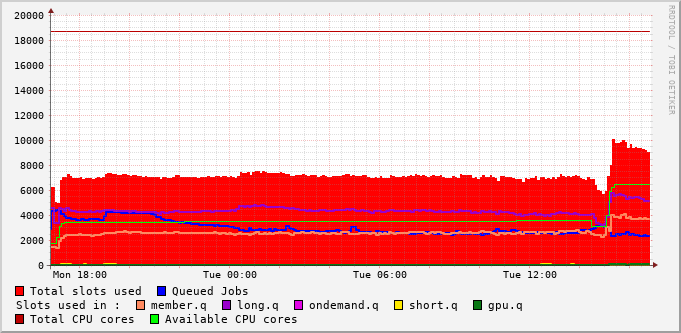 20000
18000
16000
14000
12000
10000
8000
6000
4000
2000
0
Mon 18:00 Tue 00:00 Tue 06:00 Tue 12:00
Total slots used Queued Jobs
Slots used in : member.q long.q ondemand.q short.q gpu.q
Total CPU cores Available CPU cores
RRDTOOL / TOBI OETIKER